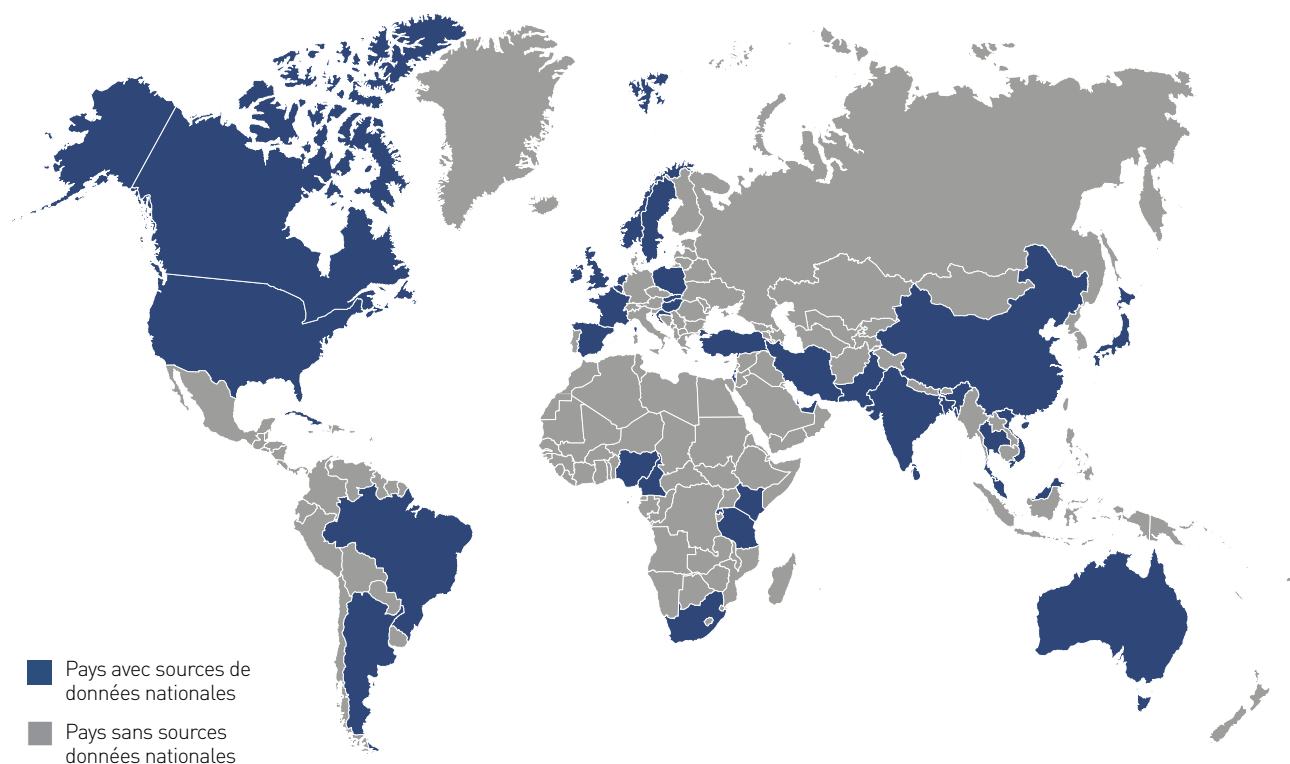 Pays avec sources de
données nationales
Pays sans sources
données nationales